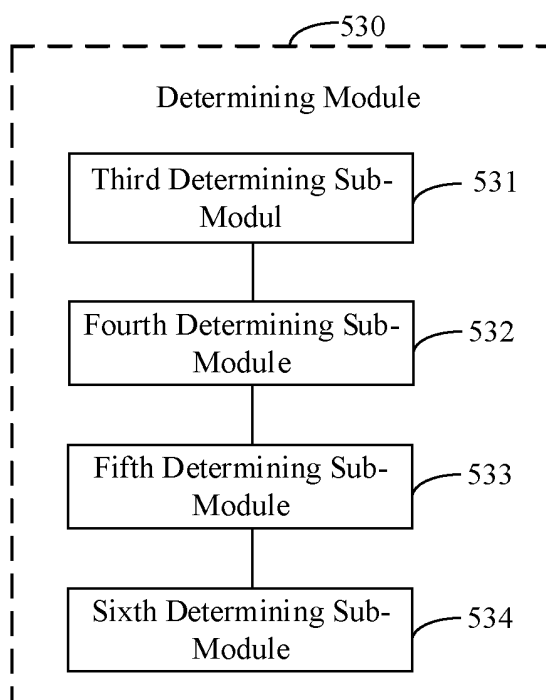 530
Determining Module
Third Determining Sub-
Modul
531
Fourth Determining Sub-
Module
532
Fifth Determining Sub-
Module
533
Sixth Determining Sub-
Module
534